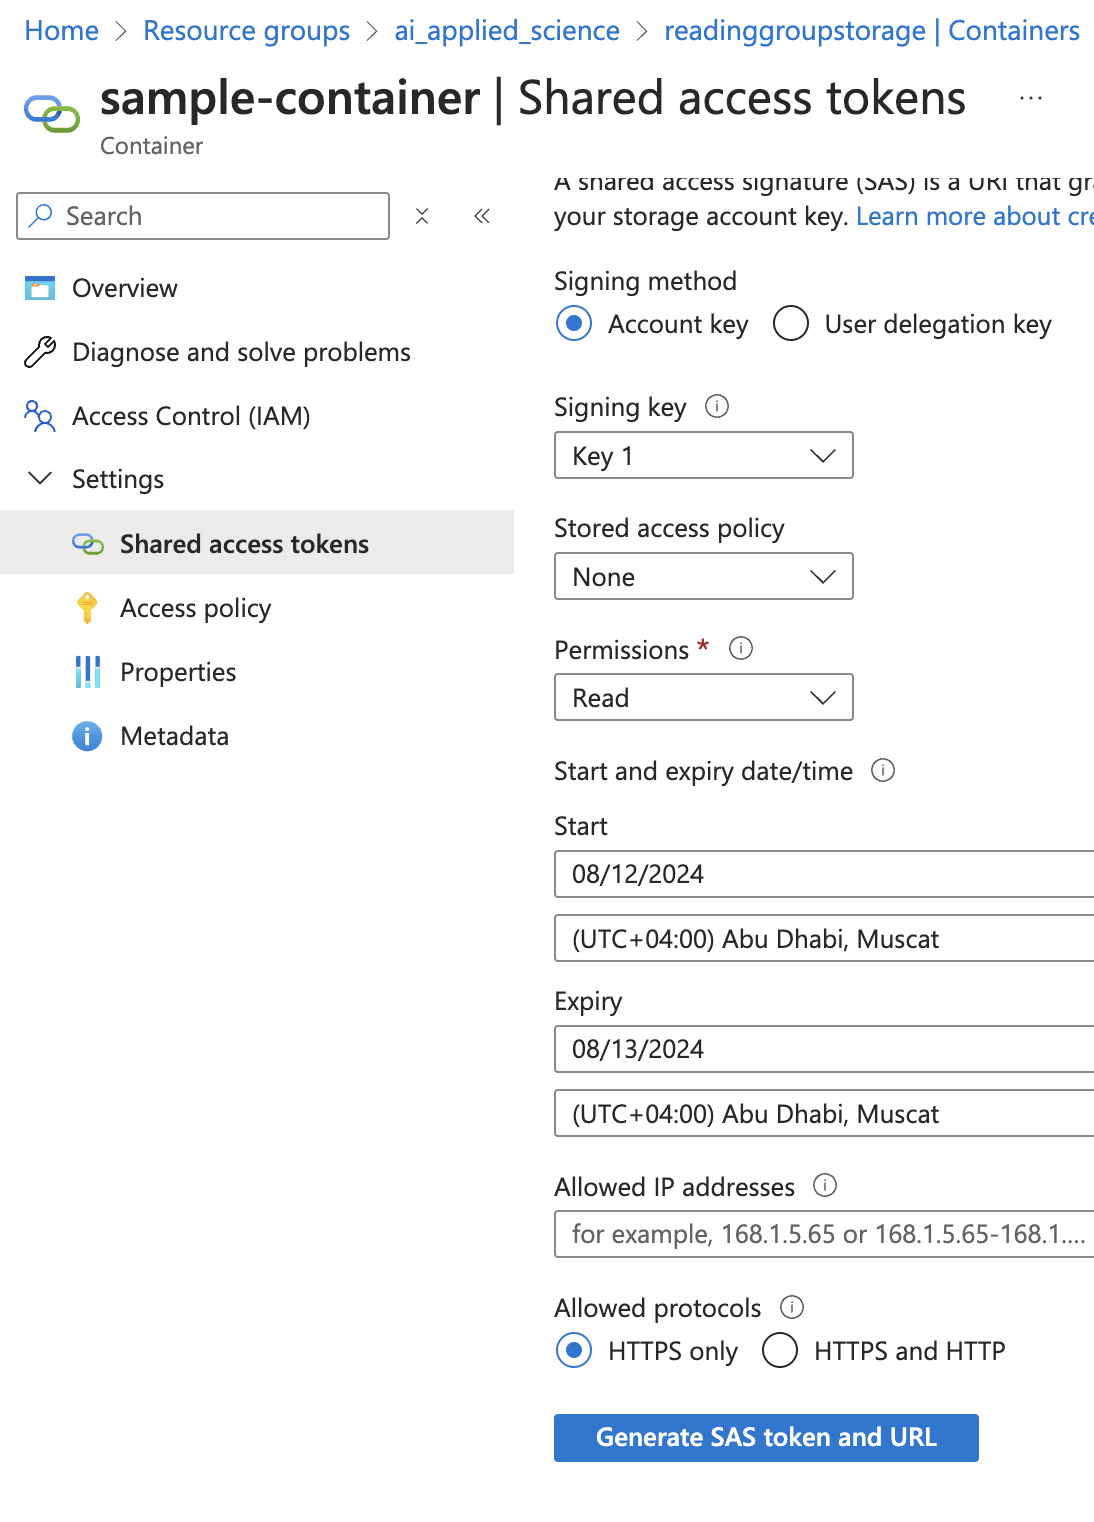 Home > Resource groups > ai_applied_science > readinggroupstorage | Containers
sample-container | Shared access tokens ...
Container
Search
Overview
Diagnose and solve problems
Access Control (IAM)
Settings
Shared access tokens
Access policy
Properties
Metadata
A shared access signature (SAS) is a URI that gr
your storage account key. Learn more about cre
Signing method
Account key User delegation key
Signing key
Key 1
Stored access policy
None
Permissions *
Read
Start and expiry date/time
Start
08/12/2024
(UTC+04:00) Abu Dhabi, Muscat
Expiry
08/13/2024
(UTC+04:00) Abu Dhabi, Muscat
Allowed IP addresses
for example, 168.1.5.65 or 168.1.5.65-168.1....
Allowed protocols
HTTPS only HTTPS and HTTP
Generate SAS token and URL